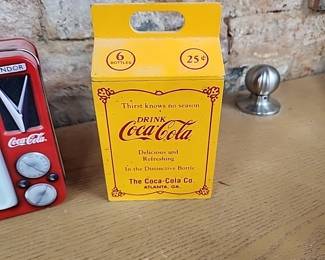 6
BOTTLES
25¢
Thirst knows no season
DRINK
Coca-Cola
Delicious and
Refreshing
In the Distinctive Bottle
The Coca-Cola Co.
ATLANTA, GA.
NDOR
Coca-Cola